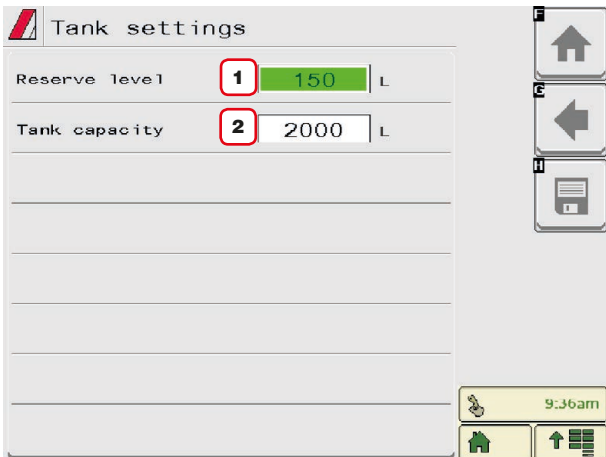 Tank settings
Reserve level 1 150 L
Tank capacity 2 2000 L
F
G
H
9:36am